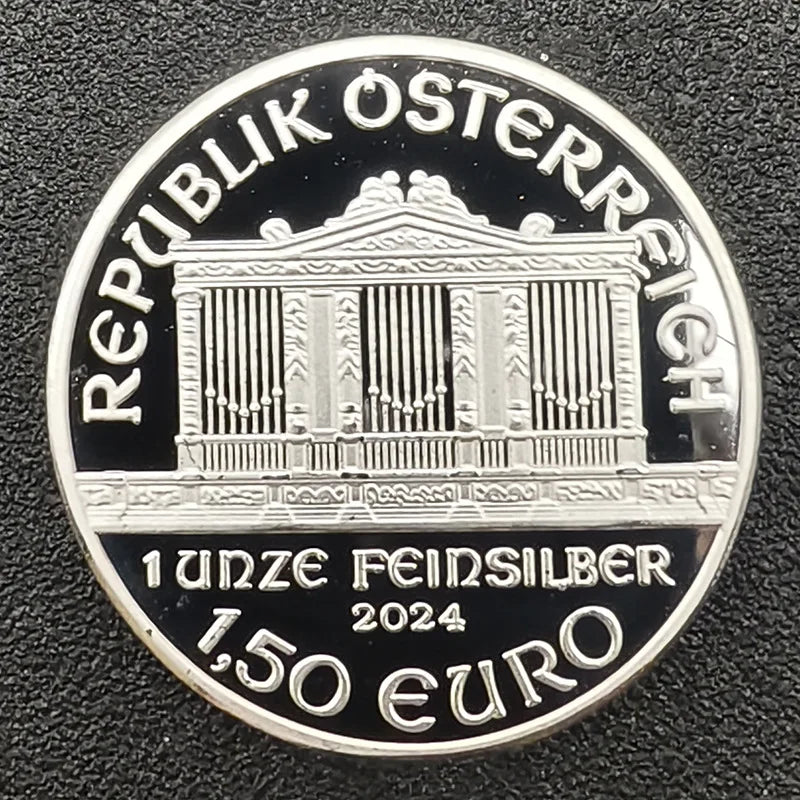 REPUBLIK ÖSTERREICH
1 UNZE FEINSILBER
2024
1,50 EURO